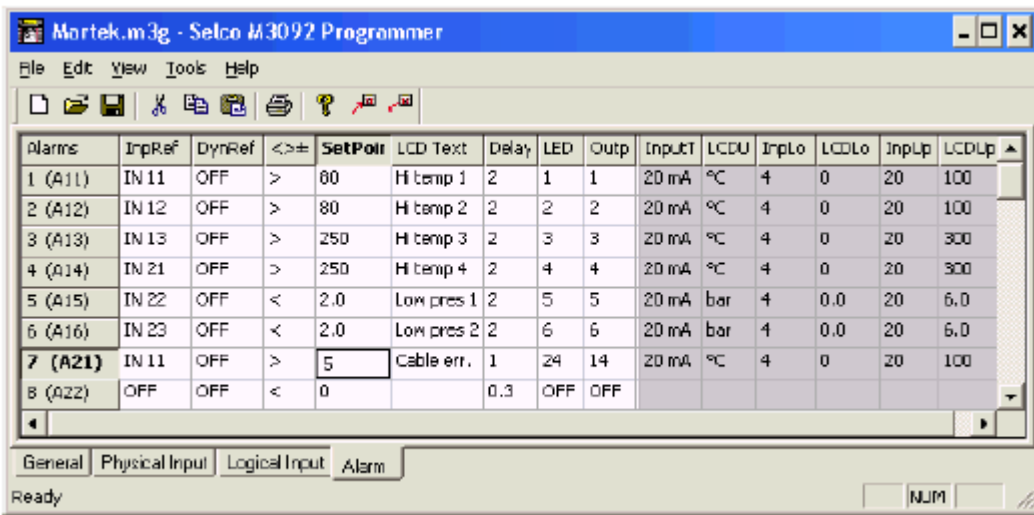 Martek.m3g - Selco M3092 Programmer
File Edit View Tools Help
Alarms InpRef DynRef <>± SetPoin LCD Text Delay LED Outp InputT LCDU InpLo LCDLo InpUp LCDUp
1 (A11) IN 11 OFF > 80 Hi temp 1 2 1 1 20 mA °C 4 0 20 100
2 (A12) IN 12 OFF > 80 Hi temp 2 2 2 2 20 mA °C 4 0 20 100
3 (A13) IN 13 OFF > 250 Hi temp 3 2 3 3 20 mA °C 4 0 20 300
4 (A14) IN 21 OFF > 250 Hi temp 4 2 4 4 20 mA °C 4 0 20 300
5 (A15) IN 22 OFF < 2.0 Low pres 1 2 5 5 20 mA bar 4 0.0 20 6.0
6 (A16) IN 23 OFF < 2.0 Low pres 2 2 6 6 20 mA bar 4 0.0 20 6.0
7 (A21) IN 11 OFF > 5 Cable err. 1 24 14 20 mA °C 4 0 20 100
8 (A22) OFF OFF < 0 0.3 OFF OFF
General Physical Input Logical Input Alarm
Ready NUM